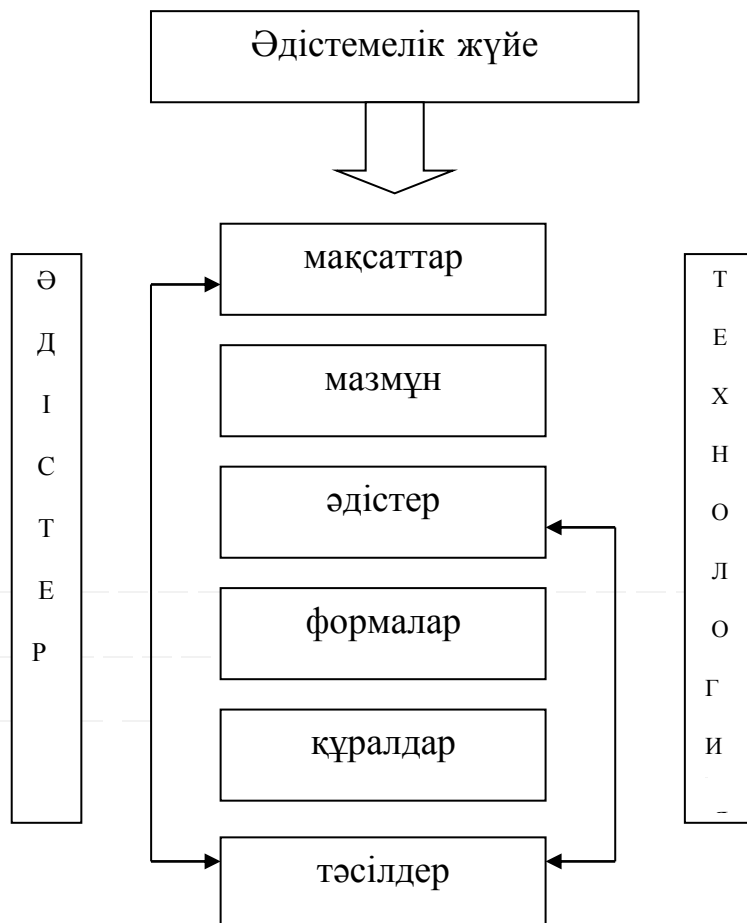 Әдістемелік жүйе
мақсаттар
мазмұн
әдістер
формалар
құралдар
тәсілдер
Ә
Д
І
С
Т
Е
Р
Т
Е
Х
Н
О
Л
О
Г
И